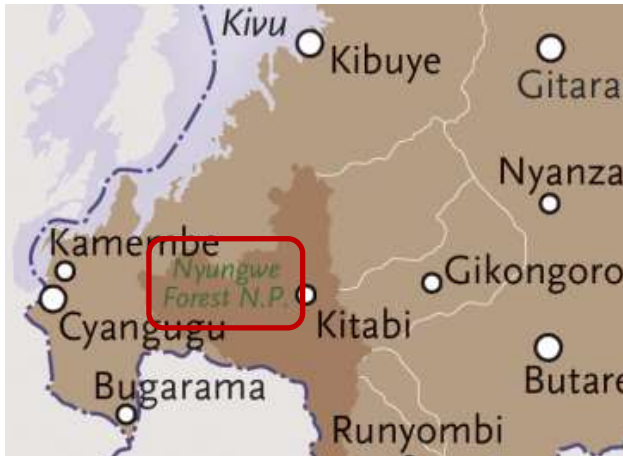 Kivu
Kibuye
Gitara
Nyanza
Kamembe
Nyungwe
Forest N.P.
Gikongoro
Cyangugu
Kitabi
Butare
Bugarama
Runyombi